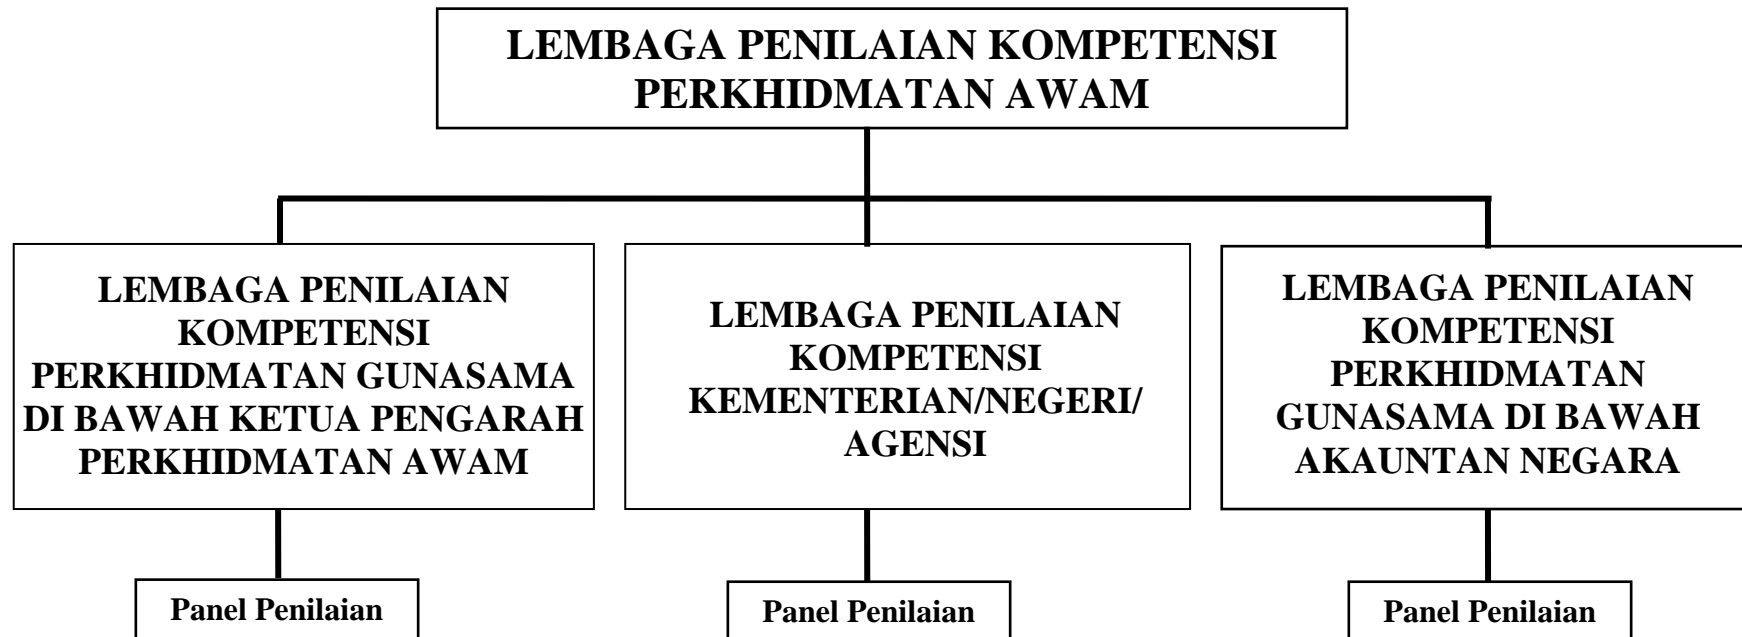 LEMBAGA PENILAIAN KOMPETENSI
PERKHIDMATAN AWAM
LEMBAGA PENILAIAN
KOMPETENSI
PERKHIDMATAN GUNASAMA
DI BAWAH KETUA PENGARAH
PERKHIDMATAN AWAM
LEMBAGA PENILAIAN
KOMPETENSI
KEMENTERIAN/NEGERI/
AGENSI
LEMBAGA PENILAIAN
KOMPETENSI
PERKHIDMATAN
GUNASAMA DI BAWAH
AKAUNTAN NEGARA
Panel Penilaian
Panel Penilaian
Panel Penilaian